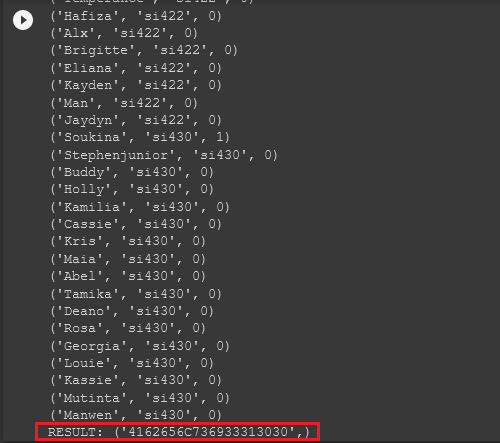 ('Hafiza', 'si422', 0)
('Alx', 'si422', 0)
('Brigitte', 'si422', 0)
('Eliana', 'si422', 0)
('Kayden', 'si422', 0)
('Man', 'si422', 0)
('Jaydyn', 'si422', 0)
('Soukina', 'si430', 1)
('Stephenjunior', 'si430', 0)
('Buddy', 'si430', 0)
('Holly', 'si430', 0)
('Kamilia', 'si430', 0)
('Cassie', 'si430', 0)
('Kris', 'si430', 0)
('Maia', 'si430', 0)
('Abel', 'si430', 0)
('Tamika', 'si430', 0)
('Deano', 'si430', 0)
('Rosa', 'si430', 0)
('Georgia', 'si430', 0)
('Louie', 'si430', 0)
('Kassie', 'si430', 0)
('Mutinta', 'si430', 0)
('Manwen', 'si430', 0)
RESULT: ('4162656C736933313030',)